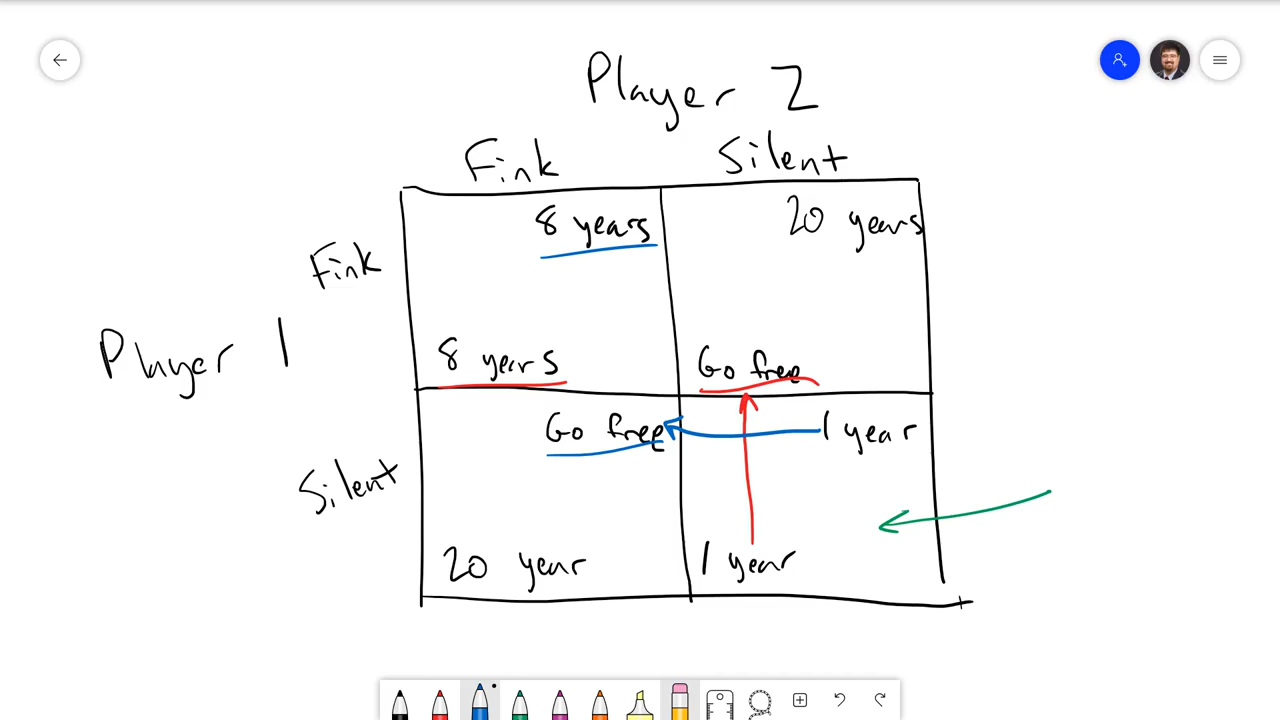 Player 2
Fink Silent
8 years 20 years
Fink
Player 1
8 years Go free
Go free 1 year
Silent
20 year 1 year